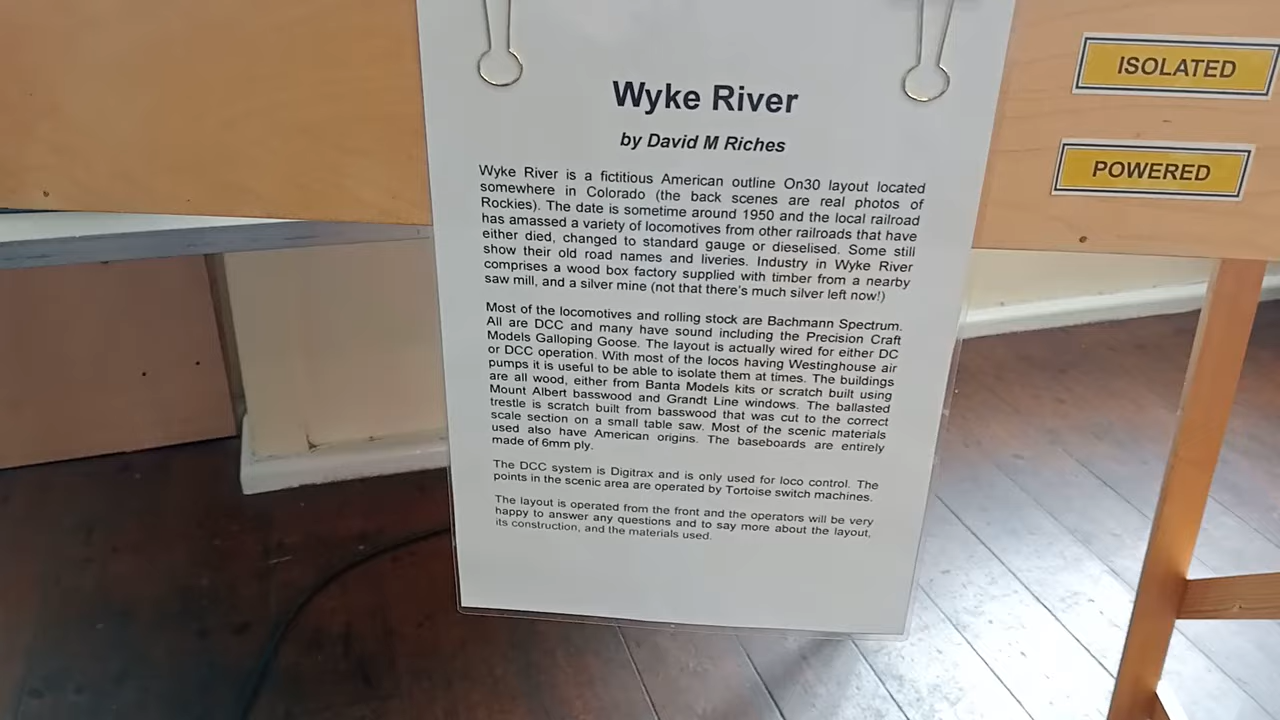 Wyke River
by David M Riches
Wyke River is a fictitious American outline On30 layout located
somewhere in Colorado (the back scenes are real photos of
Rockies). The date is sometime around 1950 and the local railroad
has amassed a variety of locomotives from other railroads that have
either died, changed to standard gauge or dieselised. Some still
show their old road names and liveries. Industry in Wyke River
comprises a wood box factory supplied with timber from a nearby
saw mill, and a silver mine (not that there's much silver left now!)
Most of the locomotives and rolling stock are Bachmann Spectrum.
All are DCC and many have sound including the Precision Craft
Models Galloping Goose. The layout is actually wired for either DC
or DCC operation. With most of the locos having Westinghouse air
pumps it is useful to be able to isolate them at times. The buildings
are all wood, either from Banta Models kits or scratch built using
Mount Albert basswood and Grandt Line windows. The ballasted
trestle is scratch built from basswood that was cut to the correct
scale section on a small table saw. Most of the scenic materials
used also have American origins. The baseboards are entirely
made of 6mm ply.
The DCC system is Digitrax and is only used for loco control. The
points in the scenic area are operated by Tortoise switch machines.
The layout is operated from the front and the operators will be very
happy to answer any questions and to say more about the layout,
its construction, and the materials used.
ISOLATED
POWERED